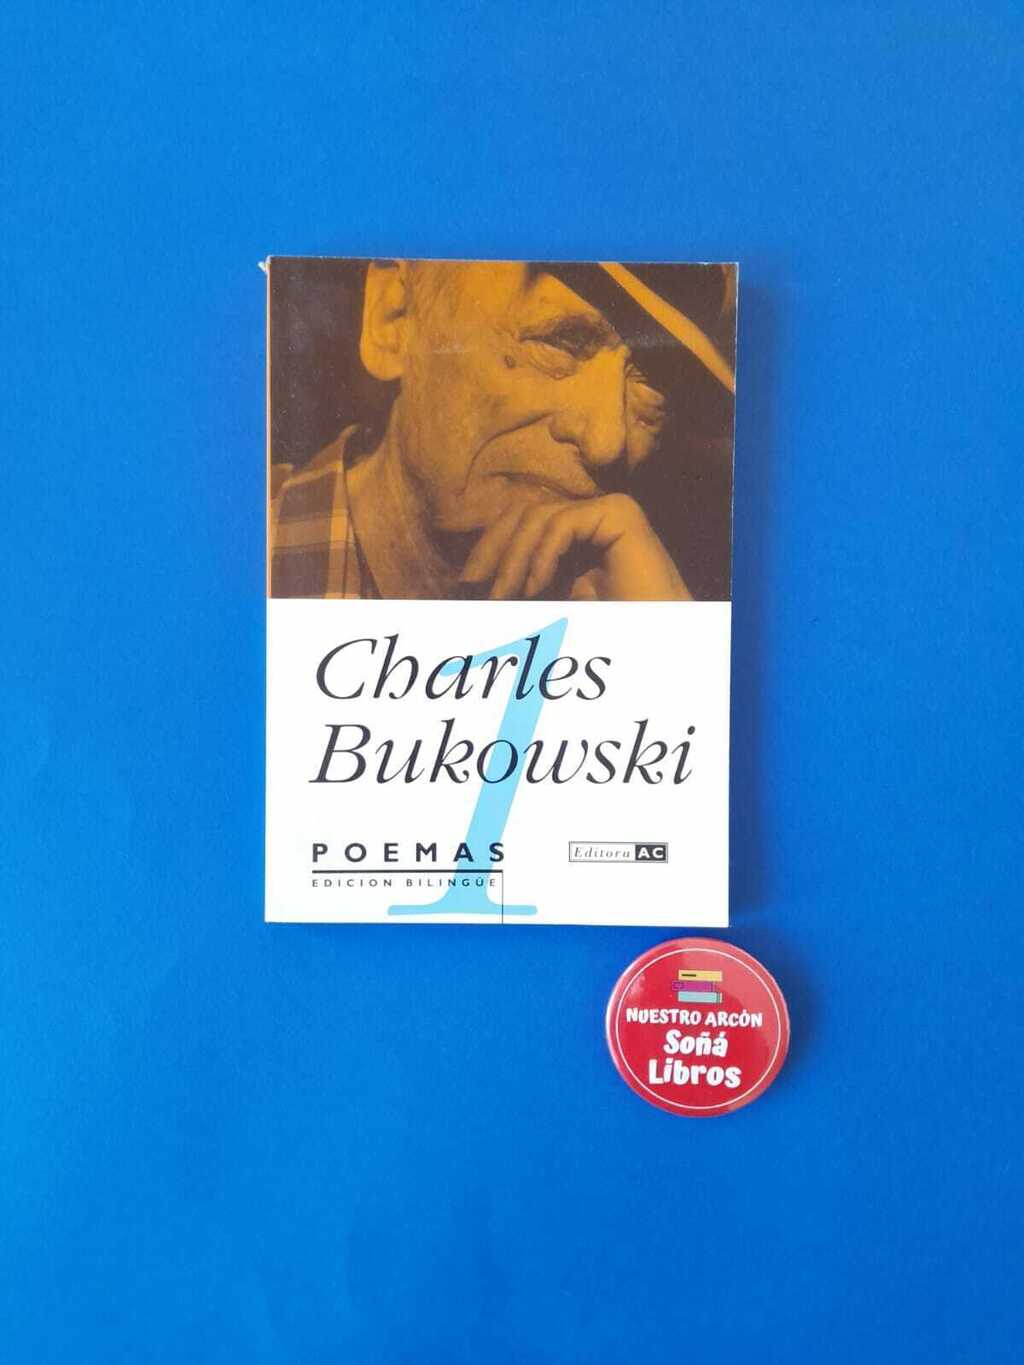 1
Charles
Bukowski
POEMAS
EDICION BILINGÜE
Editora AC
NUESTRO ARCÓN
Soñá
Libros